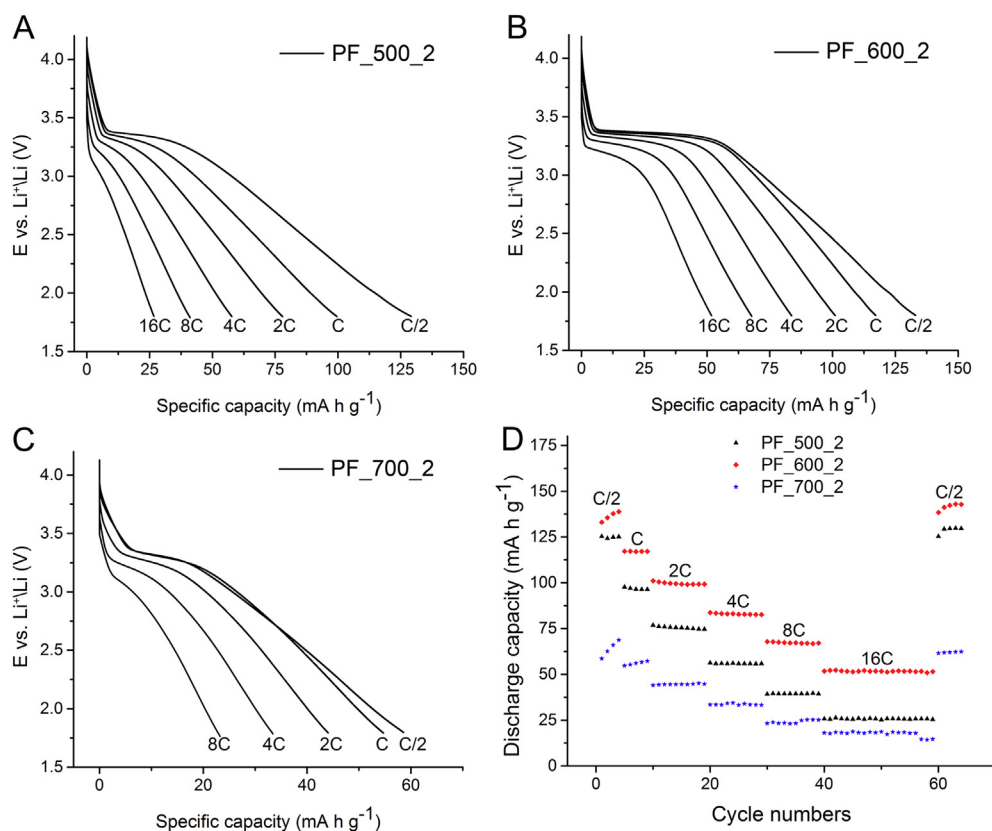 A
PF_500_2
4.0
3.5
3.0
2.5
2.0
1.5
E vs. Li⁺\Li (V)
16C 8C 4C 2C C C/2
0 25 50 75 100 125 150
Specific capacity (mA h g⁻¹)
B
PF_600_2
4.0
3.5
3.0
2.5
2.0
1.5
E vs. Li⁺\Li (V)
16C 8C 4C 2C C C/2
0 25 50 75 100 125 150
Specific capacity (mA h g⁻¹)
C
PF_700_2
4.0
3.5
3.0
2.5
2.0
1.5
E vs. Li⁺\Li (V)
8C 4C 2C C C/2
0 20 40 60
Specific capacity (mA h g⁻¹)
D
PF_500_2
PF_600_2
PF_700_2
175
150
125
100
75
50
25
0
Discharge capacity (mA h g⁻¹)
C/2
C
2C
4C
8C
16C
C/2
0 20 40 60
Cycle numbers